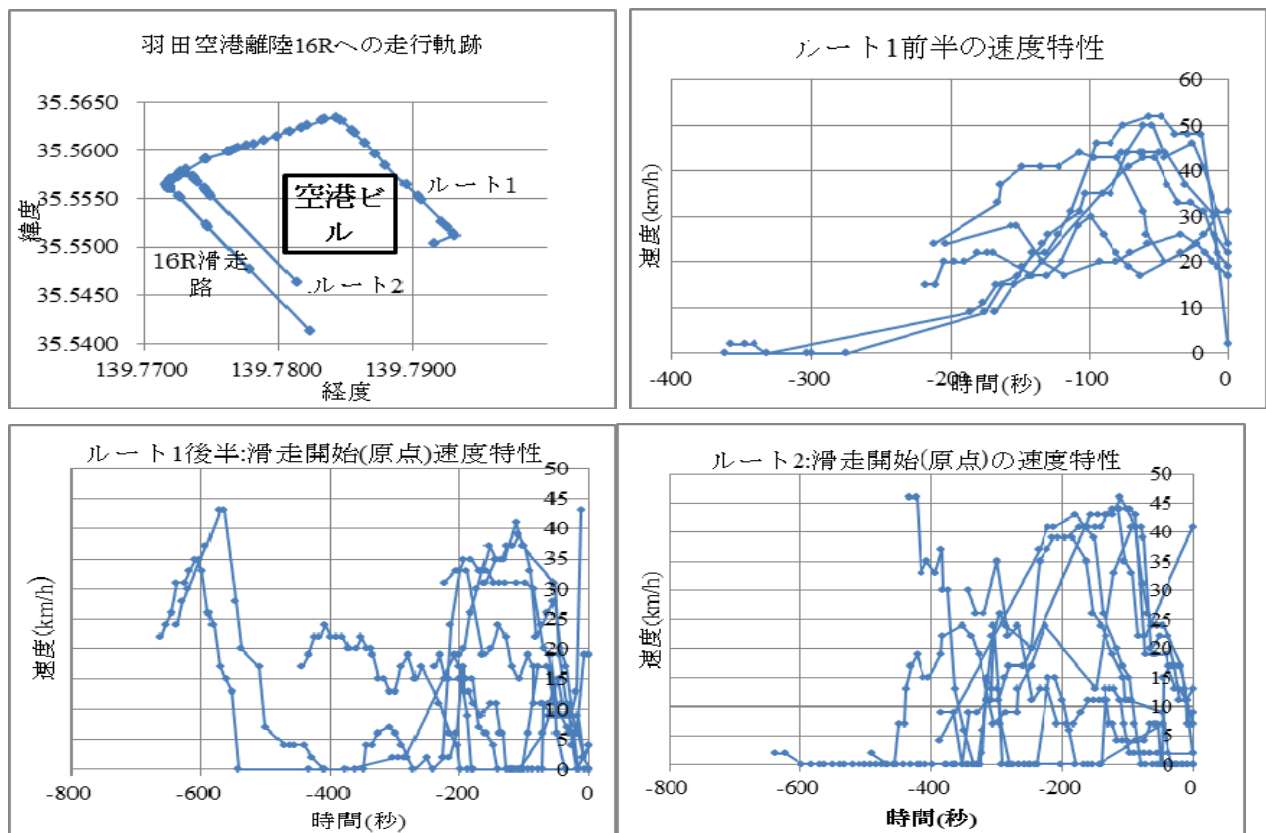 羽田空港離陸16Rへの走行軌跡
35.5650
35.5600
35.5550
35.5500
35.5450
35.5400
緯度
空港ビ
ル
ルート1
16R滑走
路
ルート2
139.7700
139.7800
139.7900
経度
ルート1前半の速度特性
60
50
40
30
20
10
0
速度(km/h)
-400
-300
-200
-100
0
時間(秒)
ルート1後半:滑走開始(原点)速度特性
50
45
40
35
30
25
20
15
10
5
0
速度(km/h)
-800
-600
-400
-200
0
時間(秒)
ルート2:滑走開始(原点)の速度特性
50
45
40
35
30
25
20
15
10
5
0
速度(km/h)
-800
-600
-400
-200
0
時間(秒)